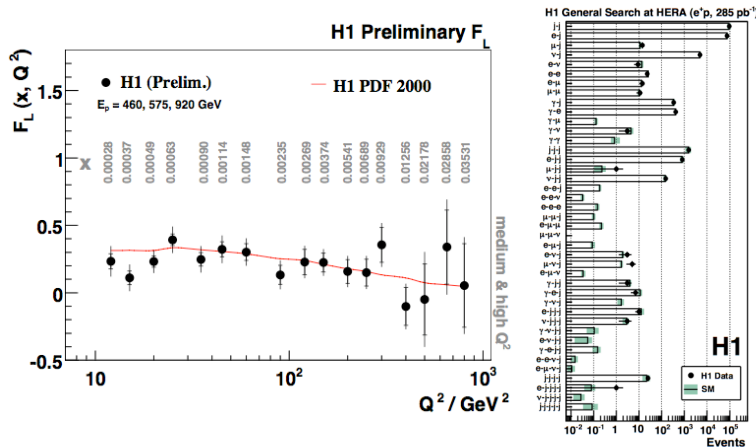 H1 Preliminary F_L
F_L (x, Q²)
H1 (Prelim.)
H1 PDF 2000
E_p = 460, 575, 920 GeV
x
0.00028
0.00037
0.00049
0.00063
0.00090
0.00114
0.00148
0.00235
0.00269
0.00374
0.00541
0.00689
0.00929
0.01256
0.02178
0.02858
0.03531
1.5
1
0.5
0
-0.5
medium & high Q²
10
10²
10³
Q² / GeV²
H1 General Search at HERA (e⁺p, 285 pb⁻¹
j-j
e-j
μ-j
ν-j
e-ν
e-e
e-μ
μ-μ
γ-j
γ-e
γ-μ
γ-ν
γ-γ
j-j-j
e-j-j
μ-j-j
ν-j-j
e-e-j
e-e-ν
e-e-e
μ-μ-j
e-μ-μ
μ-μ-ν
e-μ-j
e-ν-j
μ-ν-j
e-μ-ν
γ-j-j
γ-e-j
γ-ν-j
e-j-j-j
ν-j-j-j
γ-ν-j-j
e-ν-j-j
γ-e-j-j
e-e-ν-j
e-μ-ν-j
j-j-j-j
e-j-j-j-j
ν-j-j-j-j
j-j-j-j-j
H1
H1 Data
SM
10⁻² 10⁻¹ 1 10 10² 10³ 10⁴ 10⁵
Events